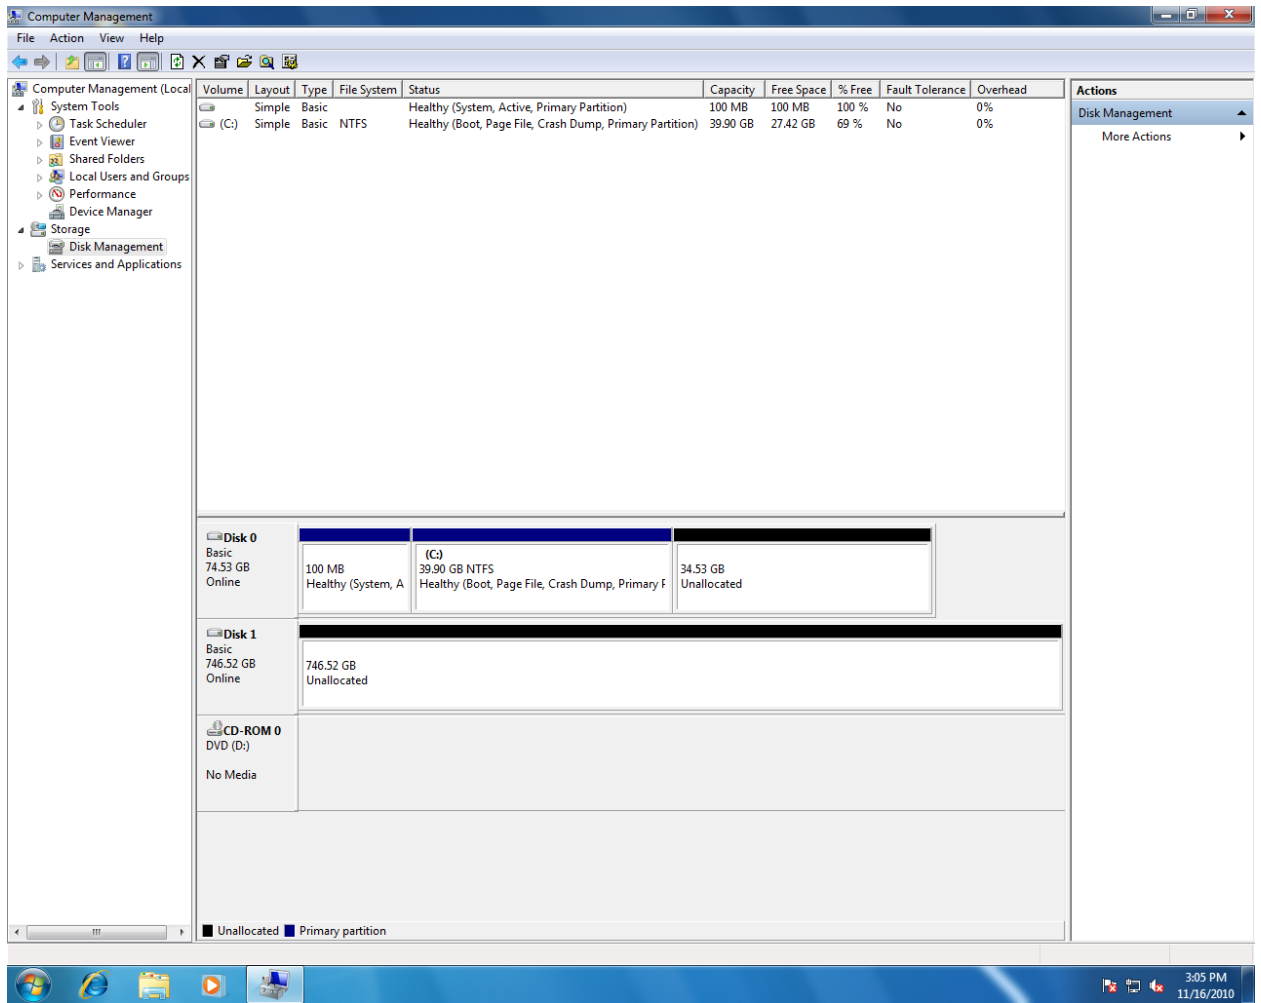 Computer Management
File Action View Help
Computer Management (Local
System Tools
Task Scheduler
Event Viewer
Shared Folders
Local Users and Groups
Performance
Device Manager
Storage
Disk Management
Services and Applications
Volume Layout Type File System Status Capacity Free Space % Free Fault Tolerance Overhead
Simple Basic Healthy (System, Active, Primary Partition) 100 MB 100 MB 100 % No 0%
(C:) Simple Basic NTFS Healthy (Boot, Page File, Crash Dump, Primary Partition) 39.90 GB 27.42 GB 69 % No 0%
Actions
Disk Management
More Actions
Disk 0
Basic
74.53 GB
Online
100 MB
Healthy (System, A
(C:)
39.90 GB NTFS
Healthy (Boot, Page File, Crash Dump, Primary F
34.53 GB
Unallocated
Disk 1
Basic
746.52 GB
Online
746.52 GB
Unallocated
CD-ROM 0
DVD (D:)
No Media
Unallocated Primary partition
3:05 PM
11/16/2010